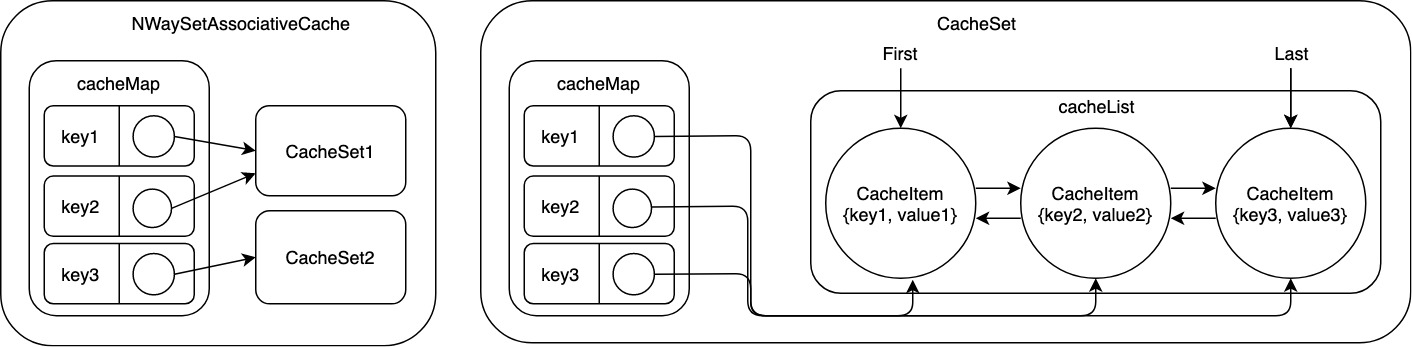 NWaySetAssociativeCache
cacheMap
key1
key2
key3
CacheSet1
CacheSet2
CacheSet
cacheMap
key1
key2
key3
First
Last
cacheList
CacheItem
{key1, value1}
CacheItem
{key2, value2}
CacheItem
{key3, value3}